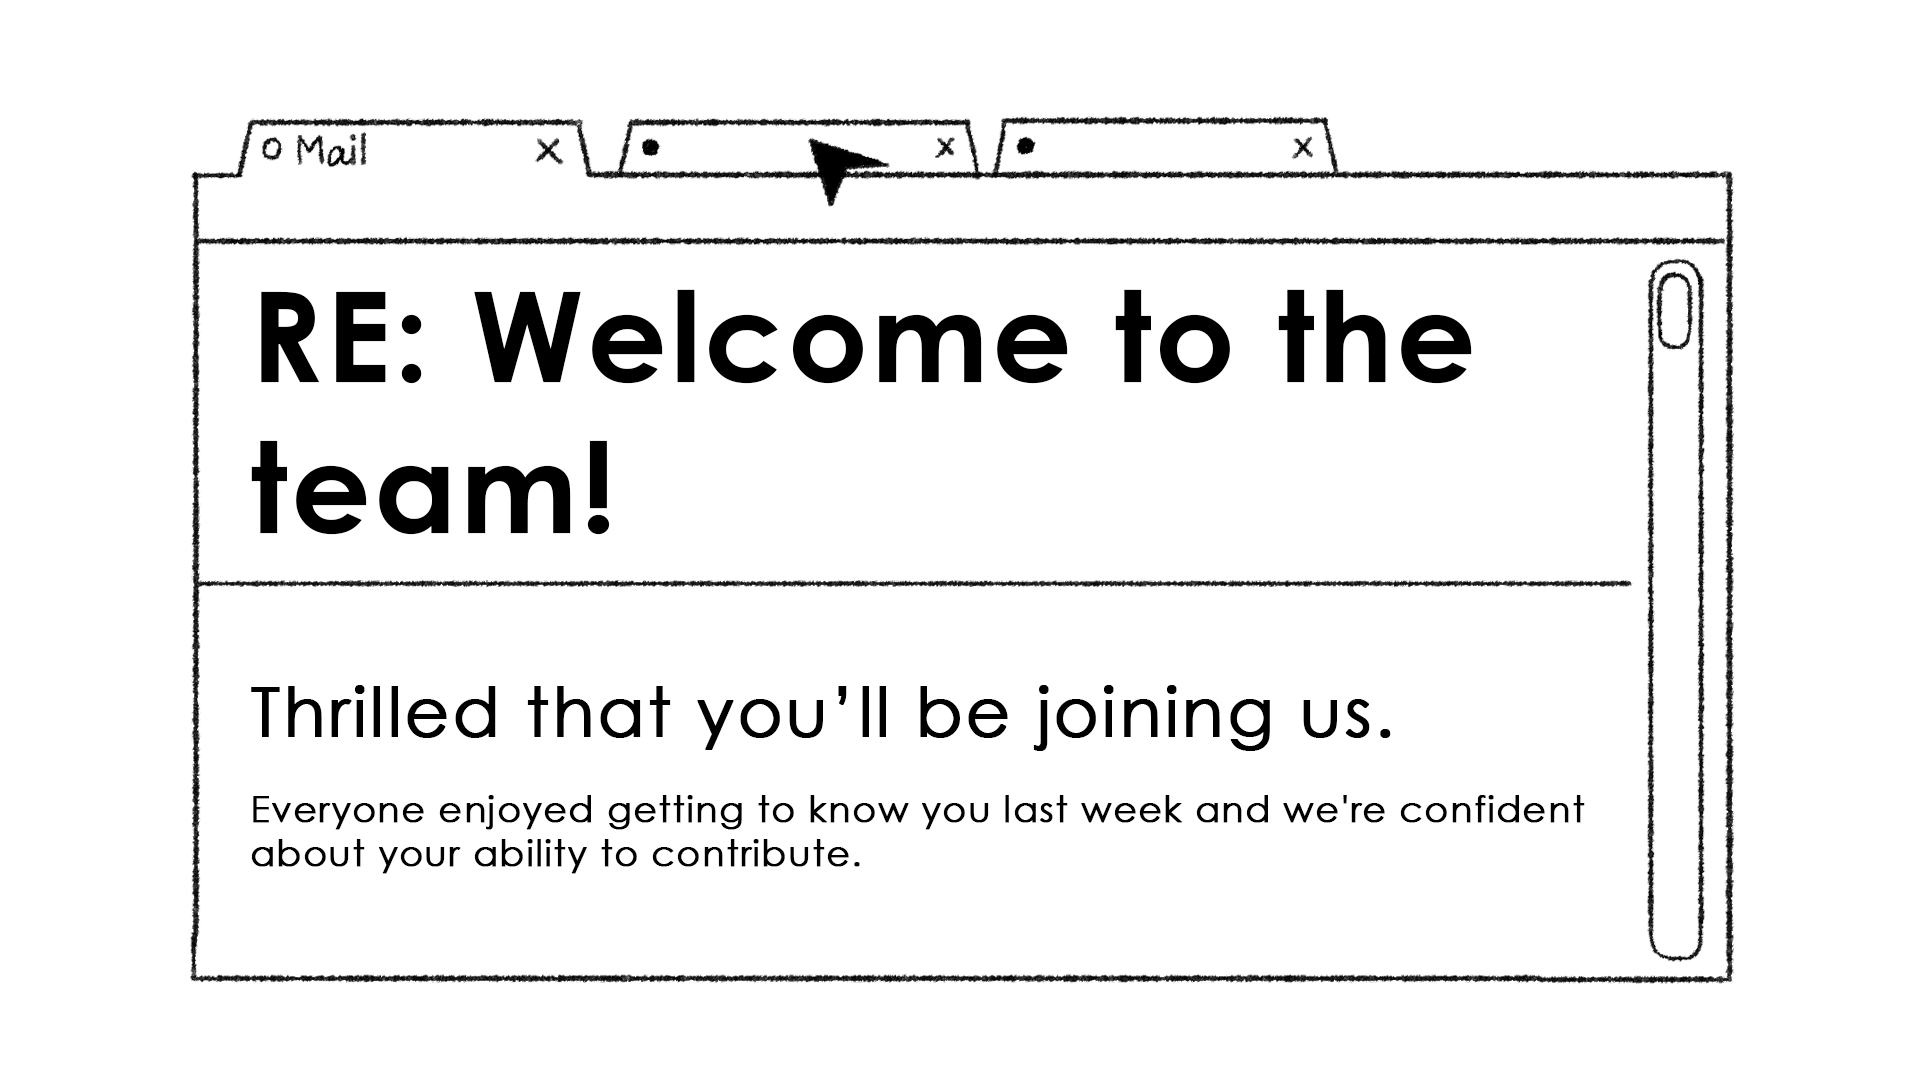 Mail
RE: Welcome to the
team!
Thrilled that you’ll be joining us.
Everyone enjoyed getting to know you last week and we're confident
about your ability to contribute.